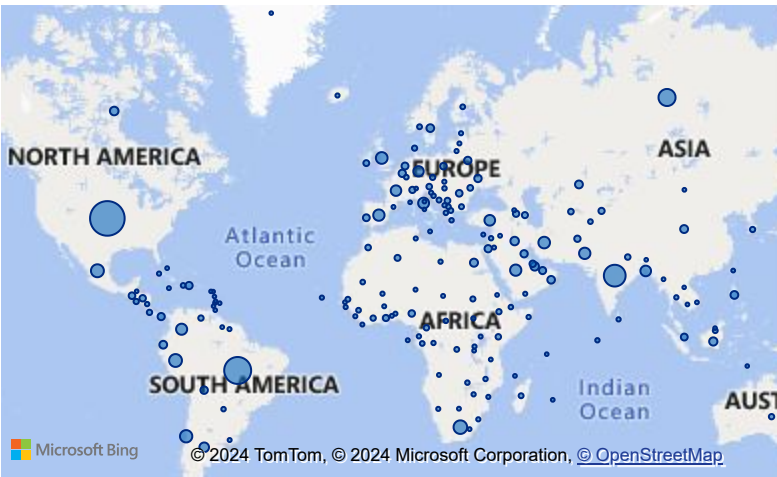 NORTH AMERICA
EUROPE
ASIA
Atlantic
Ocean
AFRICA
SOUTH AMERICA
Indian
Ocean
AUST
Microsoft Bing
© 2024 TomTom, © 2024 Microsoft Corporation, © OpenStreetMap